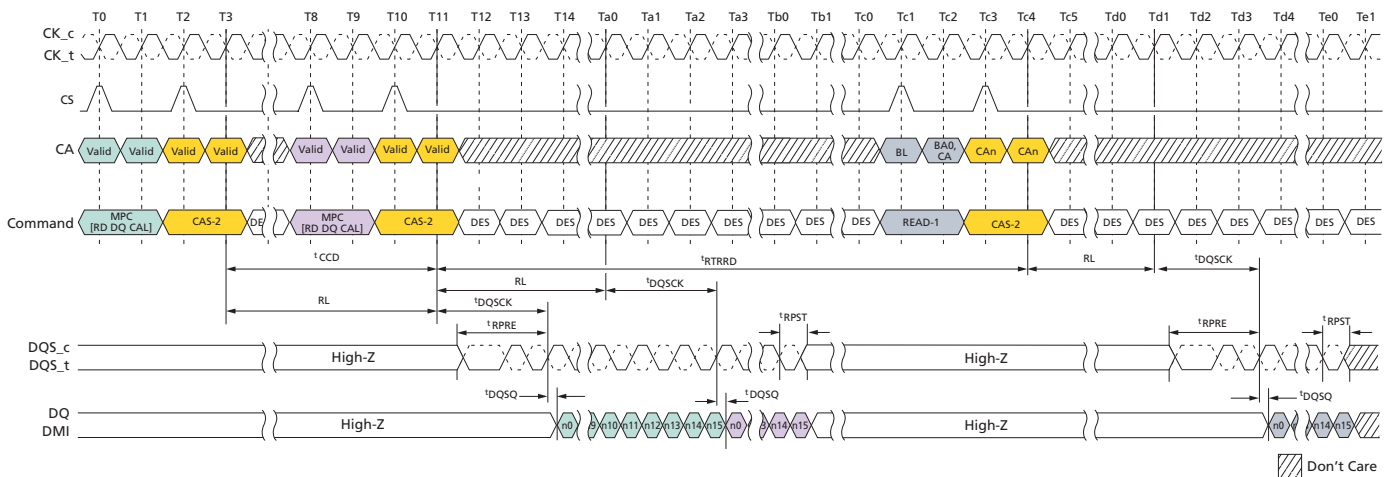 T0 T1 T2 T3 T8 T9 T10 T11 T12 T13 T14 Ta0 Ta1 Ta2 Ta3 Tb0 Tb1 Tc0 Tc1 Tc2 Tc3 Tc4 Tc5 Td0 Td1 Td2 Td3 Td4 Te0 Te1
CK_c
CK_t
CS
CA Valid Valid Valid Valid Valid Valid Valid Valid BL BA0, CA CAn CAn
Command MPC [RD DQ CAL] CAS-2 DE MPC [RD DQ CAL] CAS-2 DES DES DES DES DES DES DES DES DES DES READ-1 CAS-2 DES DES DES DES DES DES DES DES
tCCD tRTRRD RL tDQSCK
RL tDQSCK
RL tDQSCK
tRPRE tRPST tRPRE tRPST
DQS_c
DQS_t
High-Z High-Z
tDQSQ tDQSQ tDQSQ
DQ
DMI
High-Z n0 9 n10 n11 n12 n13 n14 n15 n0 n14 n15 High-Z n0 n14 n15
Don't Care